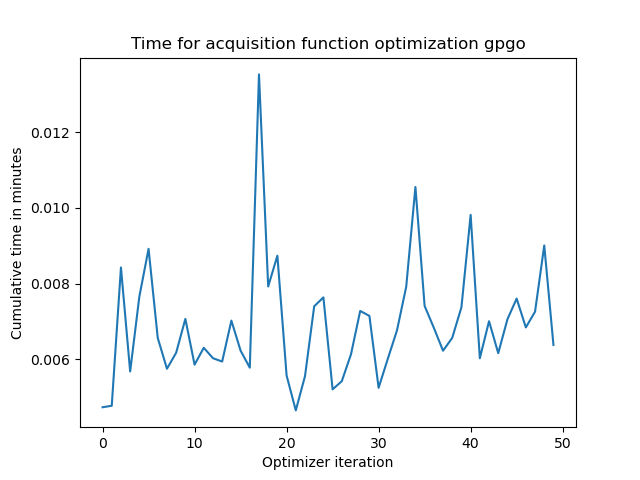 Time for acquisition function optimization gpgo
Cumulative time in minutes
0.012
0.010
0.008
0.006
0 10 20 30 40 50
Optimizer iteration